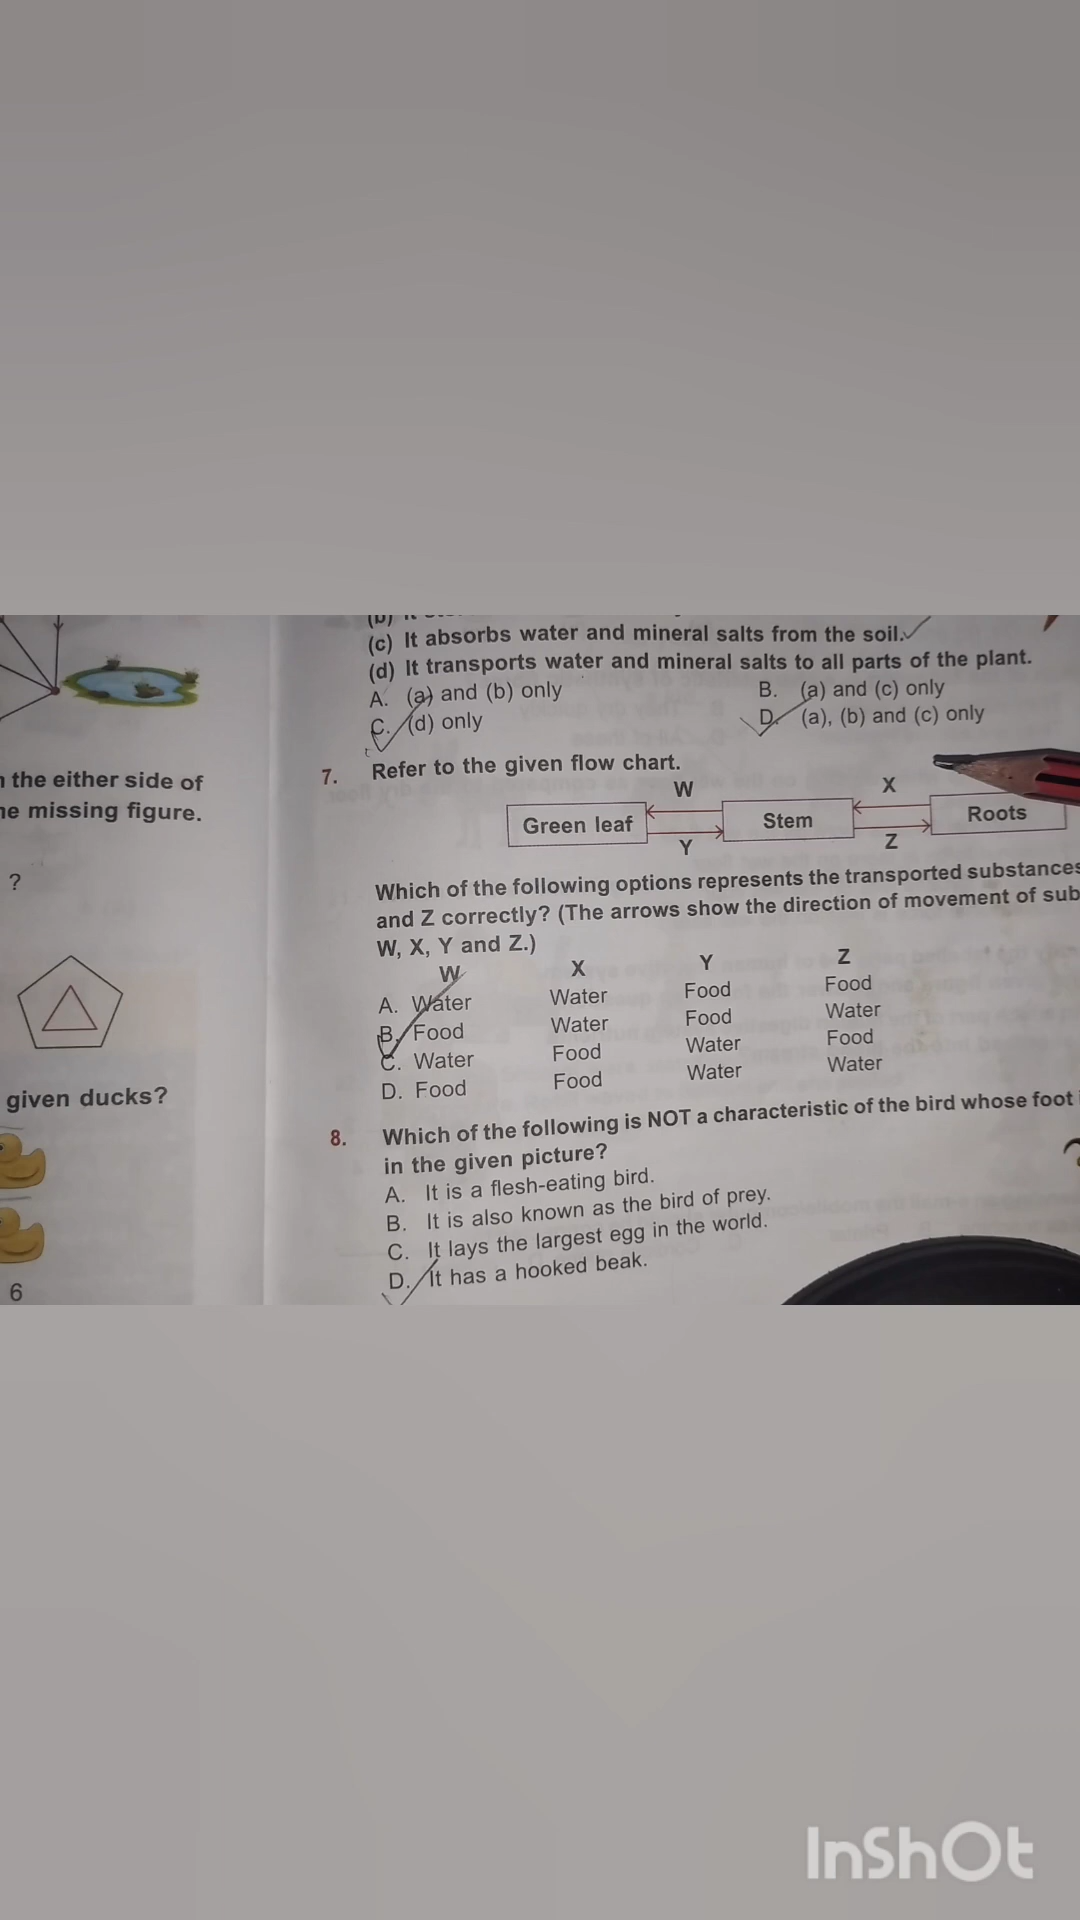 (c) It absorbs water and mineral salts from the soil.
(d) It transports water and mineral salts to all parts of the plant.
A. (a) and (b) only B. (a) and (c) only
C. (d) only D. (a), (b) and (c) only
the either side of
missing figure.
?
given ducks?
6
7. Refer to the given flow chart.
W X
Green leaf Stem Roots
Y Z
Which of the following options represents the transported substances
and Z correctly? (The arrows show the direction of movement of sub
W, X, Y and Z.)
W X Y Z
A. Water Water Food Food
B. Food Water Food Water
C. Water Food Water Food
D. Food Food Water Water
8. Which of the following is NOT a characteristic of the bird whose foot
in the given picture?
A. It is a flesh-eating bird.
B. It is also known as the bird of prey.
C. It lays the largest egg in the world.
D. It has a hooked beak.
InShOt